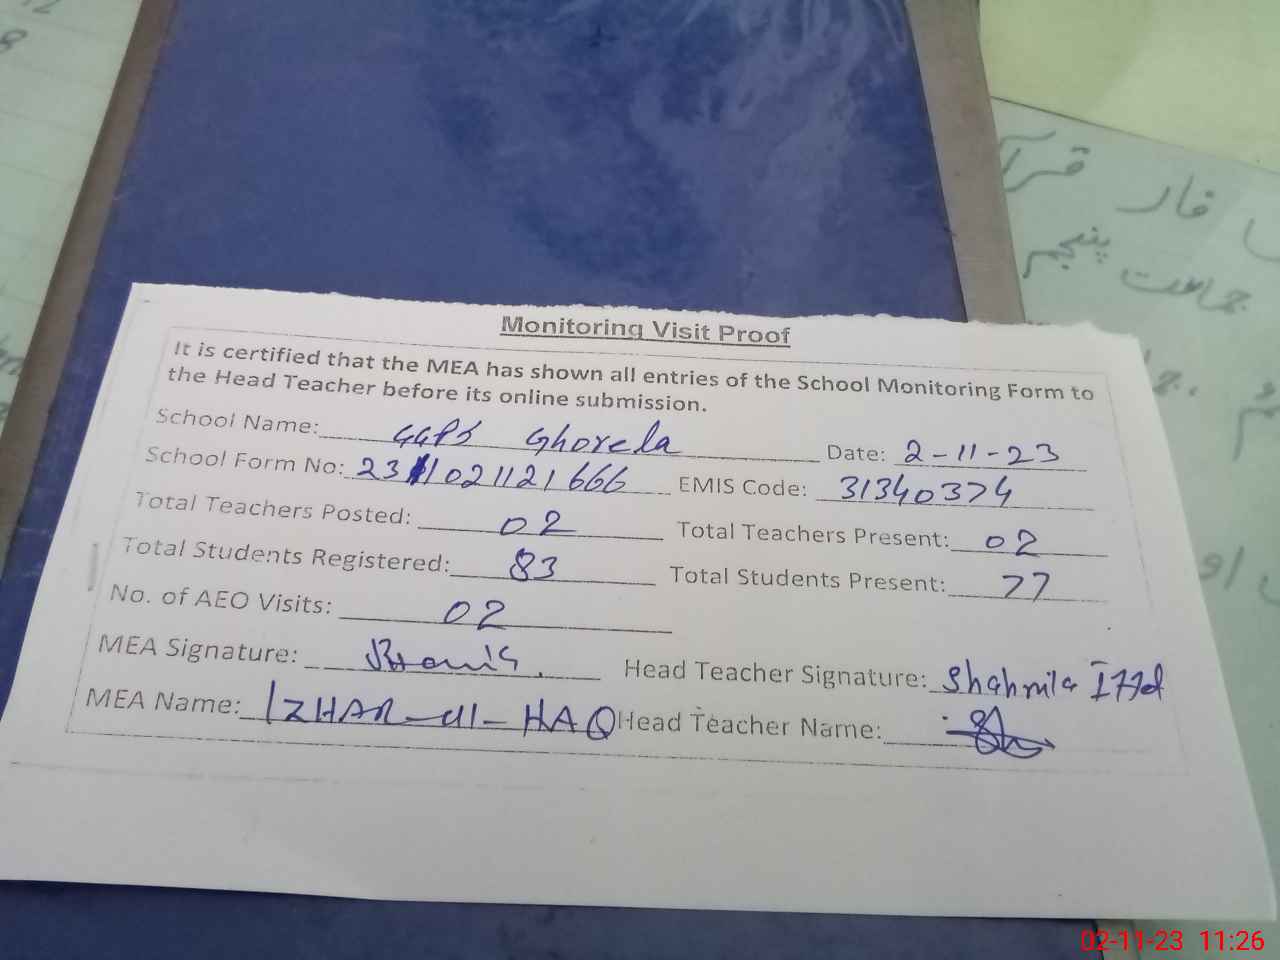 Monitoring Visit Proof
It is certified that the MEA has shown all entries of the School Monitoring Form to
the Head Teacher before its online submission.
School Name: GGPS Ghorela Date: 2-11-23
School Form No: 231021121666 EMIS Code: 31340374
Total Teachers Posted: 02 Total Teachers Present: 02
Total Students Registered: 83 Total Students Present: 77
No. of AEO Visits: 02
MEA Signature: Head Teacher Signature: Shahmila
MEA Name: IZHAR-ul-HAQ Head Teacher Name:
فار قرآ
جماعت پنجم
02-11-23 11:26